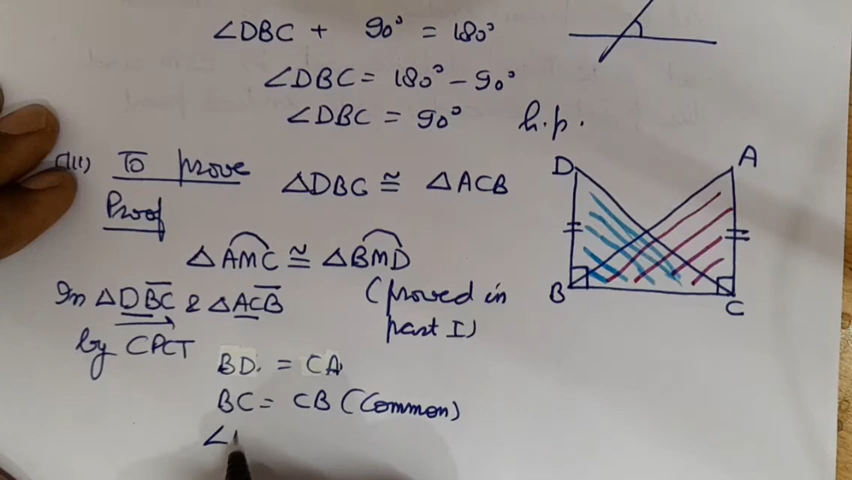 ∠DBC + 90° = 180°
∠DBC = 180° - 90°
∠DBC = 90° h.p.
(III) To prove ΔDBC ≅ ΔACB
Proof
ΔAMC ≅ ΔBMD
In ΔDBC & ΔACB (proved in part I)
by CPCT
BD. = CA
BC = CB (Common)
∠
D A
B C